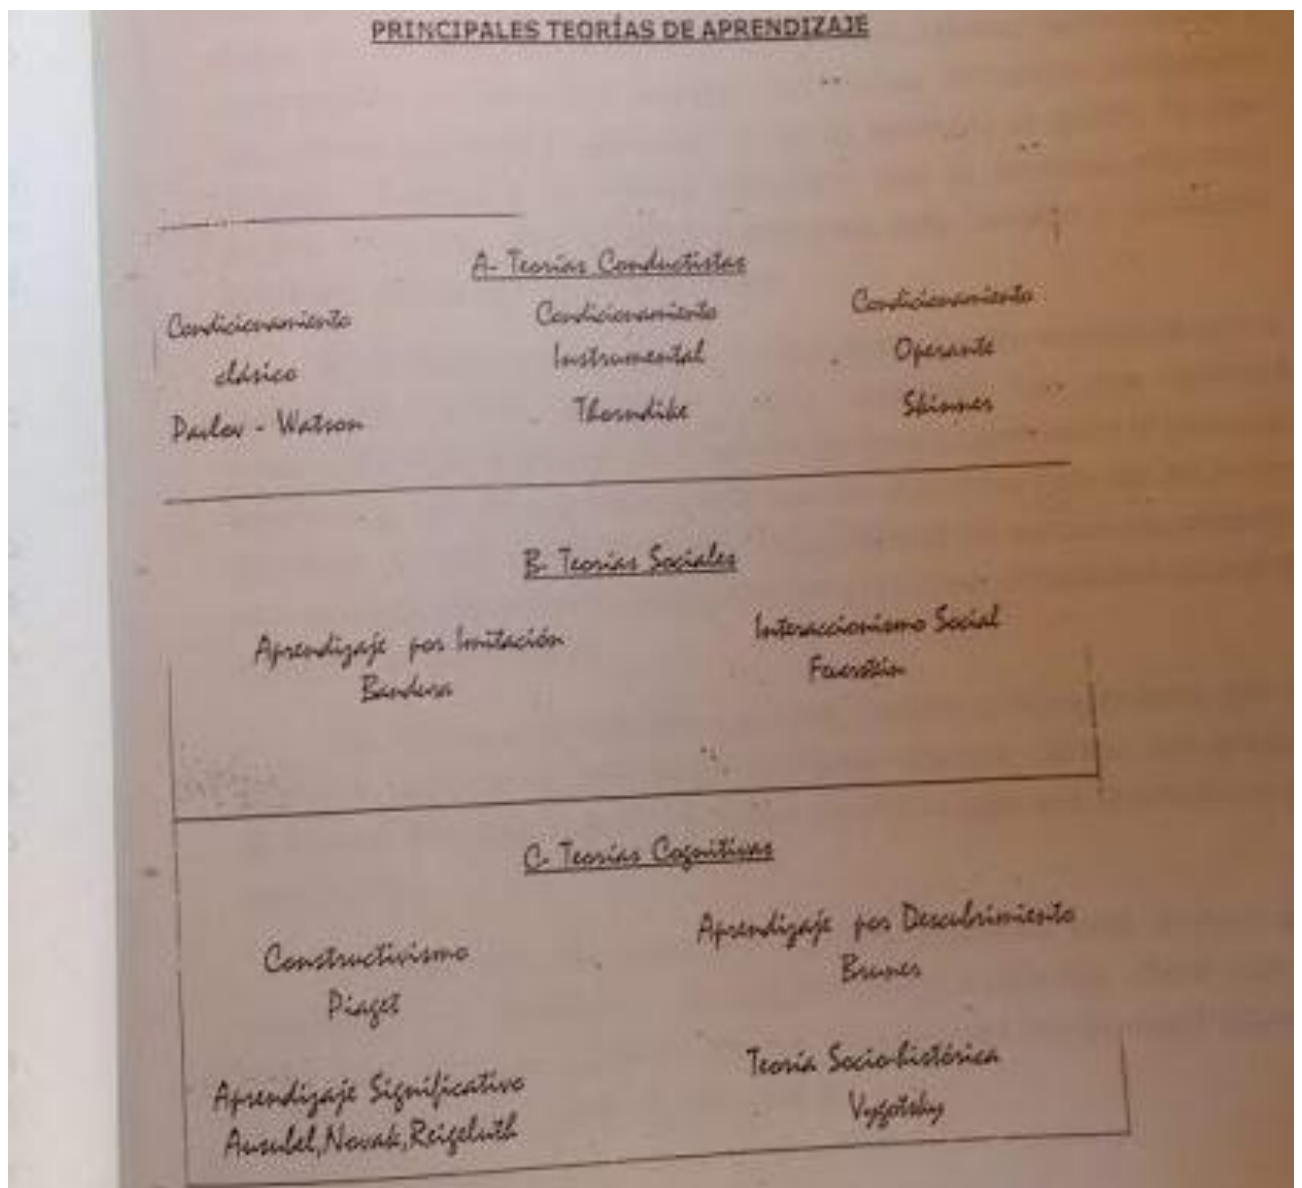 PRINCIPALES TEORÍAS DE APRENDIZAJE
A- Teorías Conductistas
Condicionamiento
clásico
Pavlov - Watson
Condicionamiento
Instrumental
Thorndike
Condicionamiento
Operante
Skinner
B- Teorías Sociales
Aprendizaje por Imitación
Bandura
Interaccionismo Social
Feuerstein
C- Teorías Cognitivas
Constructivismo
Piaget
Aprendizaje por Descubrimiento
Bruner
Aprendizaje Significativo
Ausubel,Novak,Reigeluth
Teoría Socio-histórica
Vygotsky